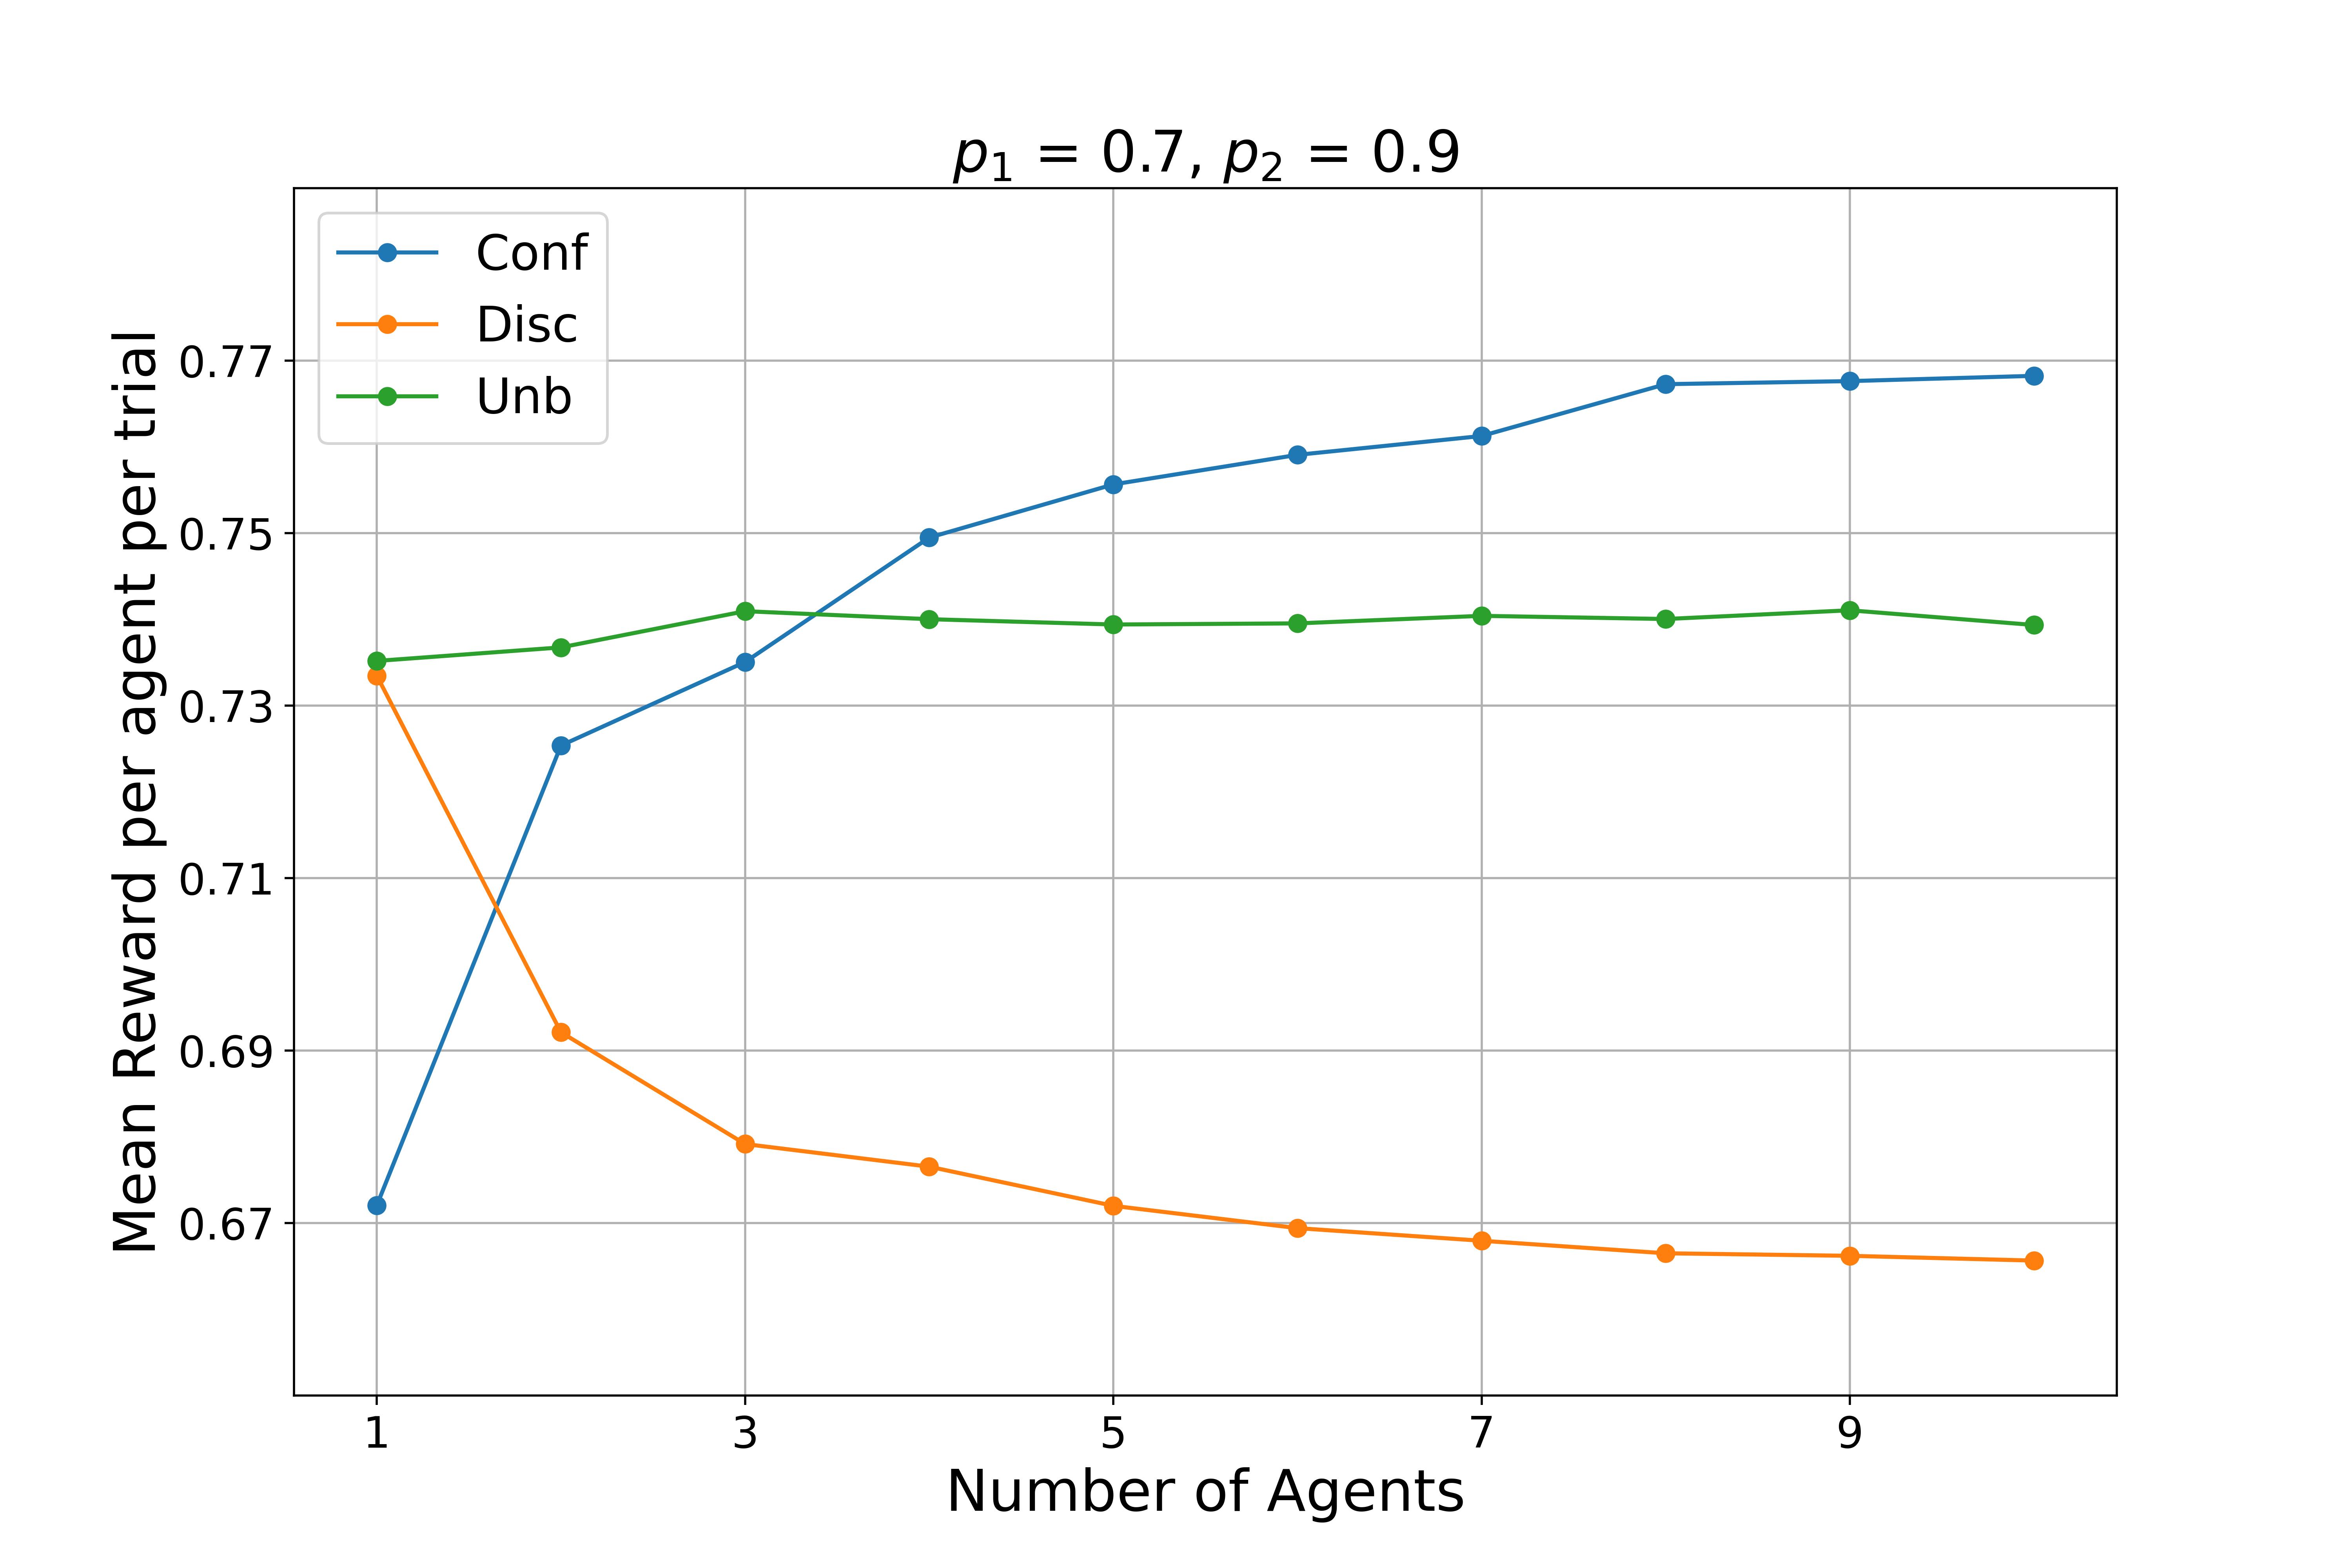 p₁ = 0.7, p₂ = 0.9
Conf
Disc
Unb
Mean Reward per agent per trial
0.77
0.75
0.73
0.71
0.69
0.67
1 3 5 7 9
Number of Agents